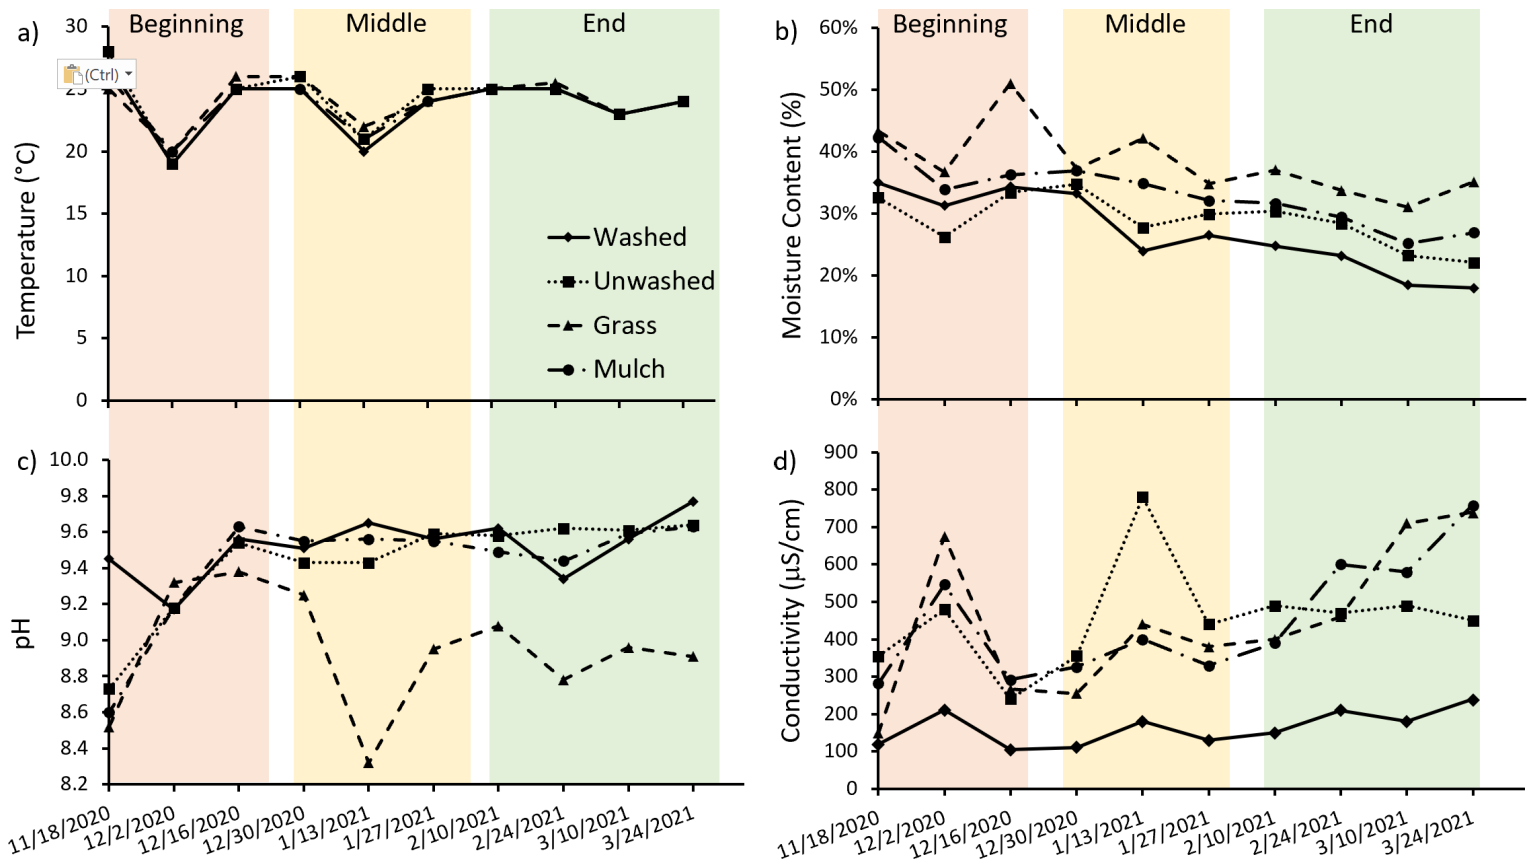 a)
Beginning
Middle
End
30
25
20
15
10
5
0
Temperature (°C)
(Ctrl)
Washed
Unwashed
Grass
Mulch
b)
Beginning
Middle
End
60%
50%
40%
30%
20%
10%
0%
Moisture Content (%)
c)
10.0
9.8
9.6
9.4
9.2
9.0
8.8
8.6
8.4
8.2
pH
11/18/2020
12/2/2020
12/16/2020
12/30/2020
1/13/2021
1/27/2021
2/10/2021
2/24/2021
3/10/2021
3/24/2021
d)
900
800
700
600
500
400
300
200
100
0
Conductivity (µS/cm)
11/18/2020
12/2/2020
12/16/2020
12/30/2020
1/13/2021
1/27/2021
2/10/2021
2/24/2021
3/10/2021
3/24/2021